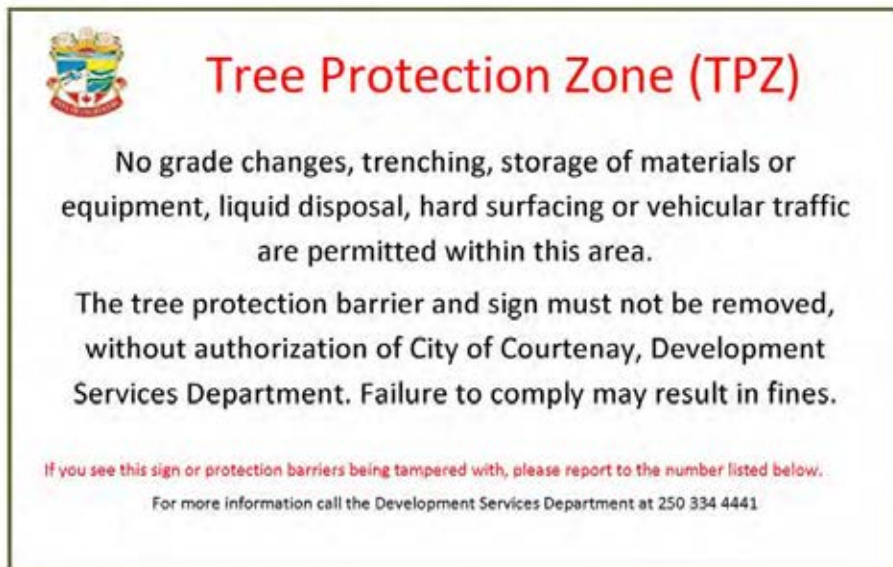 Tree Protection Zone (TPZ)
No grade changes, trenching, storage of materials or
equipment, liquid disposal, hard surfacing or vehicular traffic
are permitted within this area.
The tree protection barrier and sign must not be removed,
without authorization of City of Courtenay, Development
Services Department. Failure to comply may result in fines.
If you see this sign or protection barriers being tampered with, please report to the number listed below.
For more information call the Development Services Department at 250 334 4441